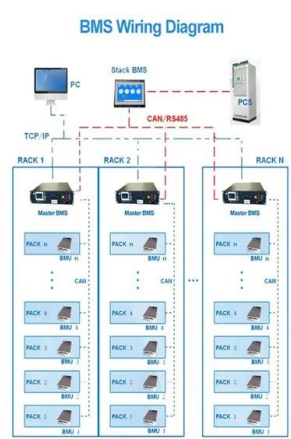 BMS Wiring Diagram
Stack BMS
PC
PCS
CAN/RS485
TCP/IP
RACK 1
RACK 2
RACK N
Master BMS
Master BMS
Master BMS
PACK n
PACK n
PACK n
BMU n
BMU n
BMU n
CAN
CAN
CAN
PACK 4
PACK 4
PACK 4
BMU 4
BMU 4
BMU 4
PACK 3
PACK 3
PACK 3
BMU 3
BMU 3
BMU 3
PACK 2
PACK 2
PACK 2
BMU 2
BMU 2
BMU 2
PACK 1
PACK 1
PACK 1
BMU 1
BMU 1
BMU 1